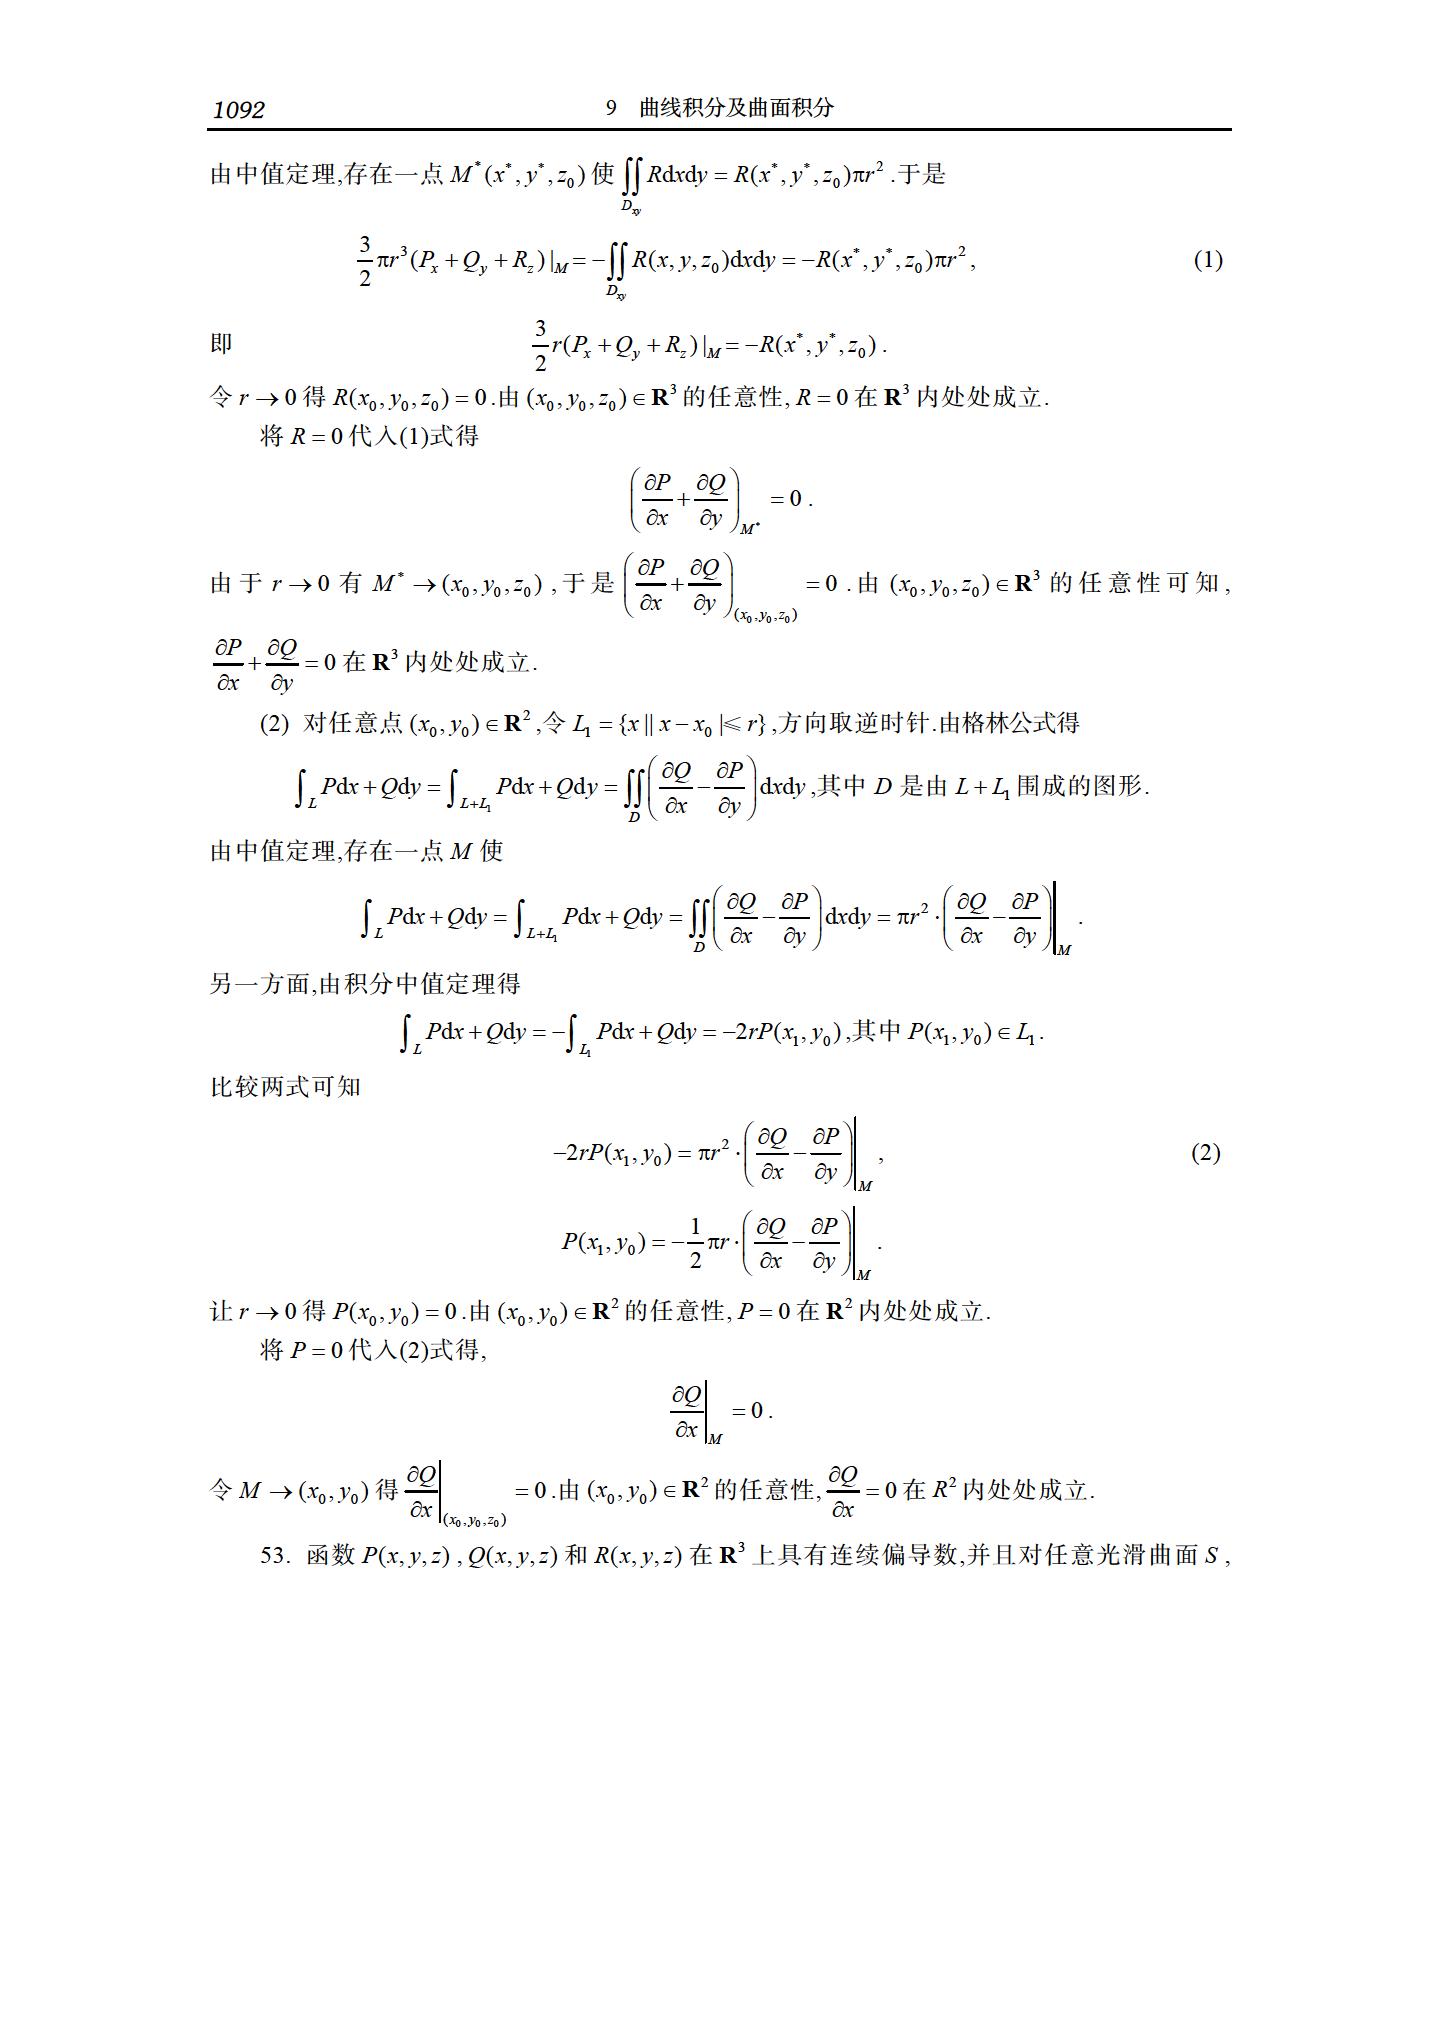 1092 9 曲线积分及曲面积分
由中值定理,存在一点 $M^*(x^*, y^*, z_0)$ 使 $\iint\limits_{D_{xy}} R\mathrm{d}x\mathrm{d}y = R(x^*, y^*, z_0)\pi r^2$ .于是
$\frac{3}{2}\pi r^3(P_x + Q_y + R_z)|_M = -\iint\limits_{D_{xy}} R(x, y, z_0)\mathrm{d}x\mathrm{d}y = -R(x^*, y^*, z_0)\pi r^2$ , (1)
即 $\frac{3}{2}r(P_x + Q_y + R_z)|_M = -R(x^*, y^*, z_0)$ .
令 $r \to 0$ 得 $R(x_0, y_0, z_0) = 0$ .由 $(x_0, y_0, z_0) \in \mathbf{R}^3$ 的任意性, $R = 0$ 在 $\mathbf{R}^3$ 内处处成立.
将 $R = 0$ 代入(1)式得
$\left(\frac{\partial P}{\partial x} + \frac{\partial Q}{\partial y}\right)_{M^*} = 0$ .
由于 $r \to 0$ 有 $M^* \to (x_0, y_0, z_0)$ ,于是 $\left(\frac{\partial P}{\partial x} + \frac{\partial Q}{\partial y}\right)_{(x_0, y_0, z_0)} = 0$ .由 $(x_0, y_0, z_0) \in \mathbf{R}^3$ 的任意性可知,
$\frac{\partial P}{\partial x} + \frac{\partial Q}{\partial y} = 0$ 在 $\mathbf{R}^3$ 内处处成立.
(2) 对任意点 $(x_0, y_0) \in \mathbf{R}^2$ ,令 $L_1 = \{x \,||\, x - x_0 \,|\leqslant r\}$ ,方向取逆时针.由格林公式得
$\int_L P\mathrm{d}x + Q\mathrm{d}y = \int_{L+L_1} P\mathrm{d}x + Q\mathrm{d}y = \iint\limits_D \left(\frac{\partial Q}{\partial x} - \frac{\partial P}{\partial y}\right)\mathrm{d}x\mathrm{d}y$ ,其中 $D$ 是由 $L + L_1$ 围成的图形.
由中值定理,存在一点 $M$ 使
$\int_L P\mathrm{d}x + Q\mathrm{d}y = \int_{L+L_1} P\mathrm{d}x + Q\mathrm{d}y = \iint\limits_D \left(\frac{\partial Q}{\partial x} - \frac{\partial P}{\partial y}\right)\mathrm{d}x\mathrm{d}y = \pi r^2 \cdot \left.\left(\frac{\partial Q}{\partial x} - \frac{\partial P}{\partial y}\right)\right|_M$ .
另一方面,由积分中值定理得
$\int_L P\mathrm{d}x + Q\mathrm{d}y = -\int_{L_1} P\mathrm{d}x + Q\mathrm{d}y = -2rP(x_1, y_0)$ ,其中 $P(x_1, y_0) \in L_1$ .
比较两式可知
$-2rP(x_1, y_0) = \pi r^2 \cdot \left.\left(\frac{\partial Q}{\partial x} - \frac{\partial P}{\partial y}\right)\right|_M$ , (2)
$P(x_1, y_0) = -\frac{1}{2}\pi r \cdot \left.\left(\frac{\partial Q}{\partial x} - \frac{\partial P}{\partial y}\right)\right|_M$ .
让 $r \to 0$ 得 $P(x_0, y_0) = 0$ .由 $(x_0, y_0) \in \mathbf{R}^2$ 的任意性, $P = 0$ 在 $\mathbf{R}^2$ 内处处成立.
将 $P = 0$ 代入(2)式得,
$\left.\frac{\partial Q}{\partial x}\right|_M = 0$ .
令 $M \to (x_0, y_0)$ 得 $\left.\frac{\partial Q}{\partial x}\right|_{(x_0, y_0, z_0)} = 0$ .由 $(x_0, y_0) \in \mathbf{R}^2$ 的任意性, $\frac{\partial Q}{\partial x} = 0$ 在 $R^2$ 内处处成立.
53. 函数 $P(x, y, z)$ , $Q(x, y, z)$ 和 $R(x, y, z)$ 在 $\mathbf{R}^3$ 上具有连续偏导数,并且对任意光滑曲面 $S$ ,